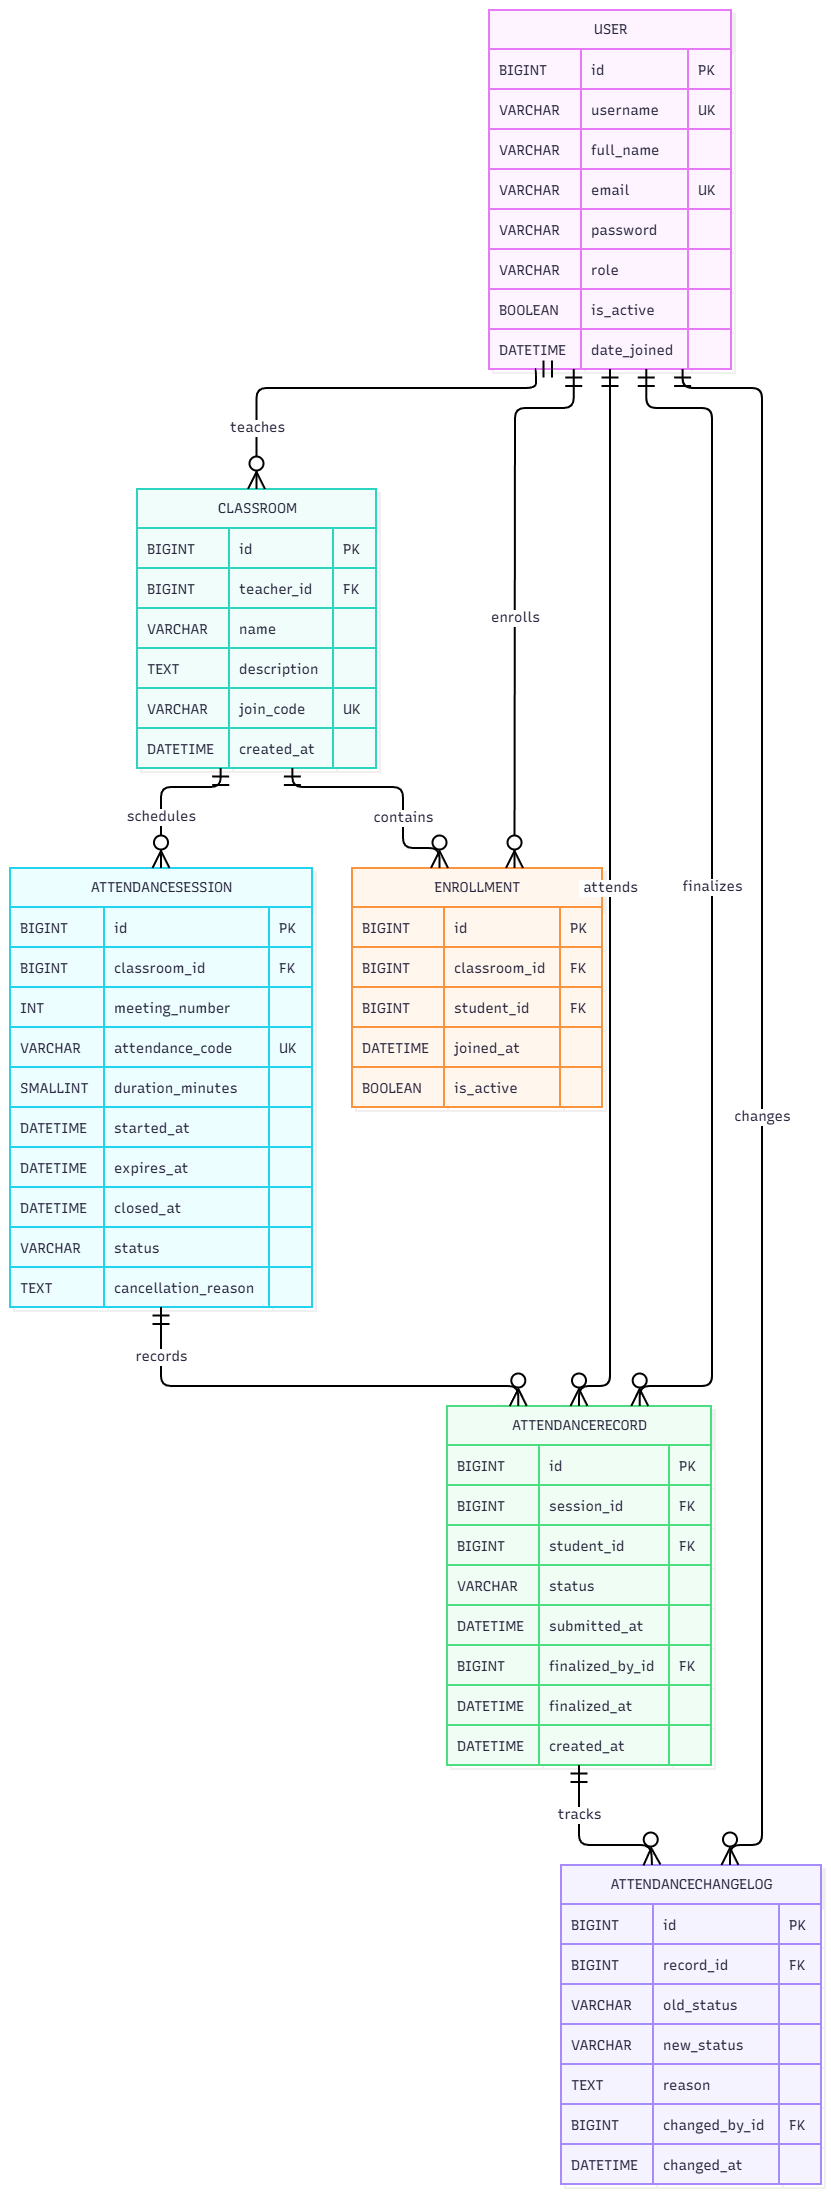 USER
BIGINT id PK
VARCHAR username UK
VARCHAR full_name
VARCHAR email UK
VARCHAR password
VARCHAR role
BOOLEAN is_active
DATETIME date_joined
teaches
CLASSROOM
BIGINT id PK
BIGINT teacher_id FK
VARCHAR name
TEXT description
VARCHAR join_code UK
DATETIME created_at
enrolls
schedules
contains
ATTENDANCESESSION
BIGINT id PK
BIGINT classroom_id FK
INT meeting_number
VARCHAR attendance_code UK
SMALLINT duration_minutes
DATETIME started_at
DATETIME expires_at
DATETIME closed_at
VARCHAR status
TEXT cancellation_reason
ENROLLMENT
BIGINT id PK
BIGINT classroom_id FK
BIGINT student_id FK
DATETIME joined_at
BOOLEAN is_active
attends
finalizes
changes
records
ATTENDANCERECORD
BIGINT id PK
BIGINT session_id FK
BIGINT student_id FK
VARCHAR status
DATETIME submitted_at
BIGINT finalized_by_id FK
DATETIME finalized_at
DATETIME created_at
tracks
ATTENDANCECHANGELOG
BIGINT id PK
BIGINT record_id FK
VARCHAR old_status
VARCHAR new_status
TEXT reason
BIGINT changed_by_id FK
DATETIME changed_at